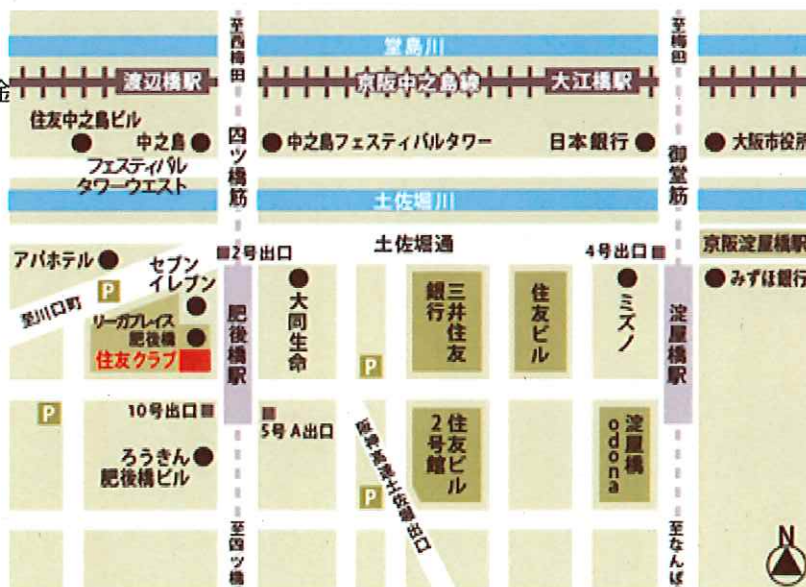 至西梅田
至梅田
堂島川
金
渡辺橋駅
京阪中之島線
大江橋駅
住友中之島ビル
中之島
フェスティバル
タワーウエスト
四ツ橋筋
中之島フェスティバルタワー
日本銀行
御堂筋
大阪市役所
土佐堀川
アパホテル
セブン
イレブン
2号出口
土佐堀通
4号出口
京阪淀屋橋駅
みずほ銀行
P
至川口町
リーガプレイス
肥後橋
住友クラブ
肥後橋駅
大同生命
三井住友
銀行
住友ビル
ミズノ
淀屋橋駅
P
P
10号出口
5号A出口
ろうきん
肥後橋ビル
阪神高速土佐堀出口
住友ビル
2号館
淀屋橋
odona
P
至四ツ橋
至なんば
N